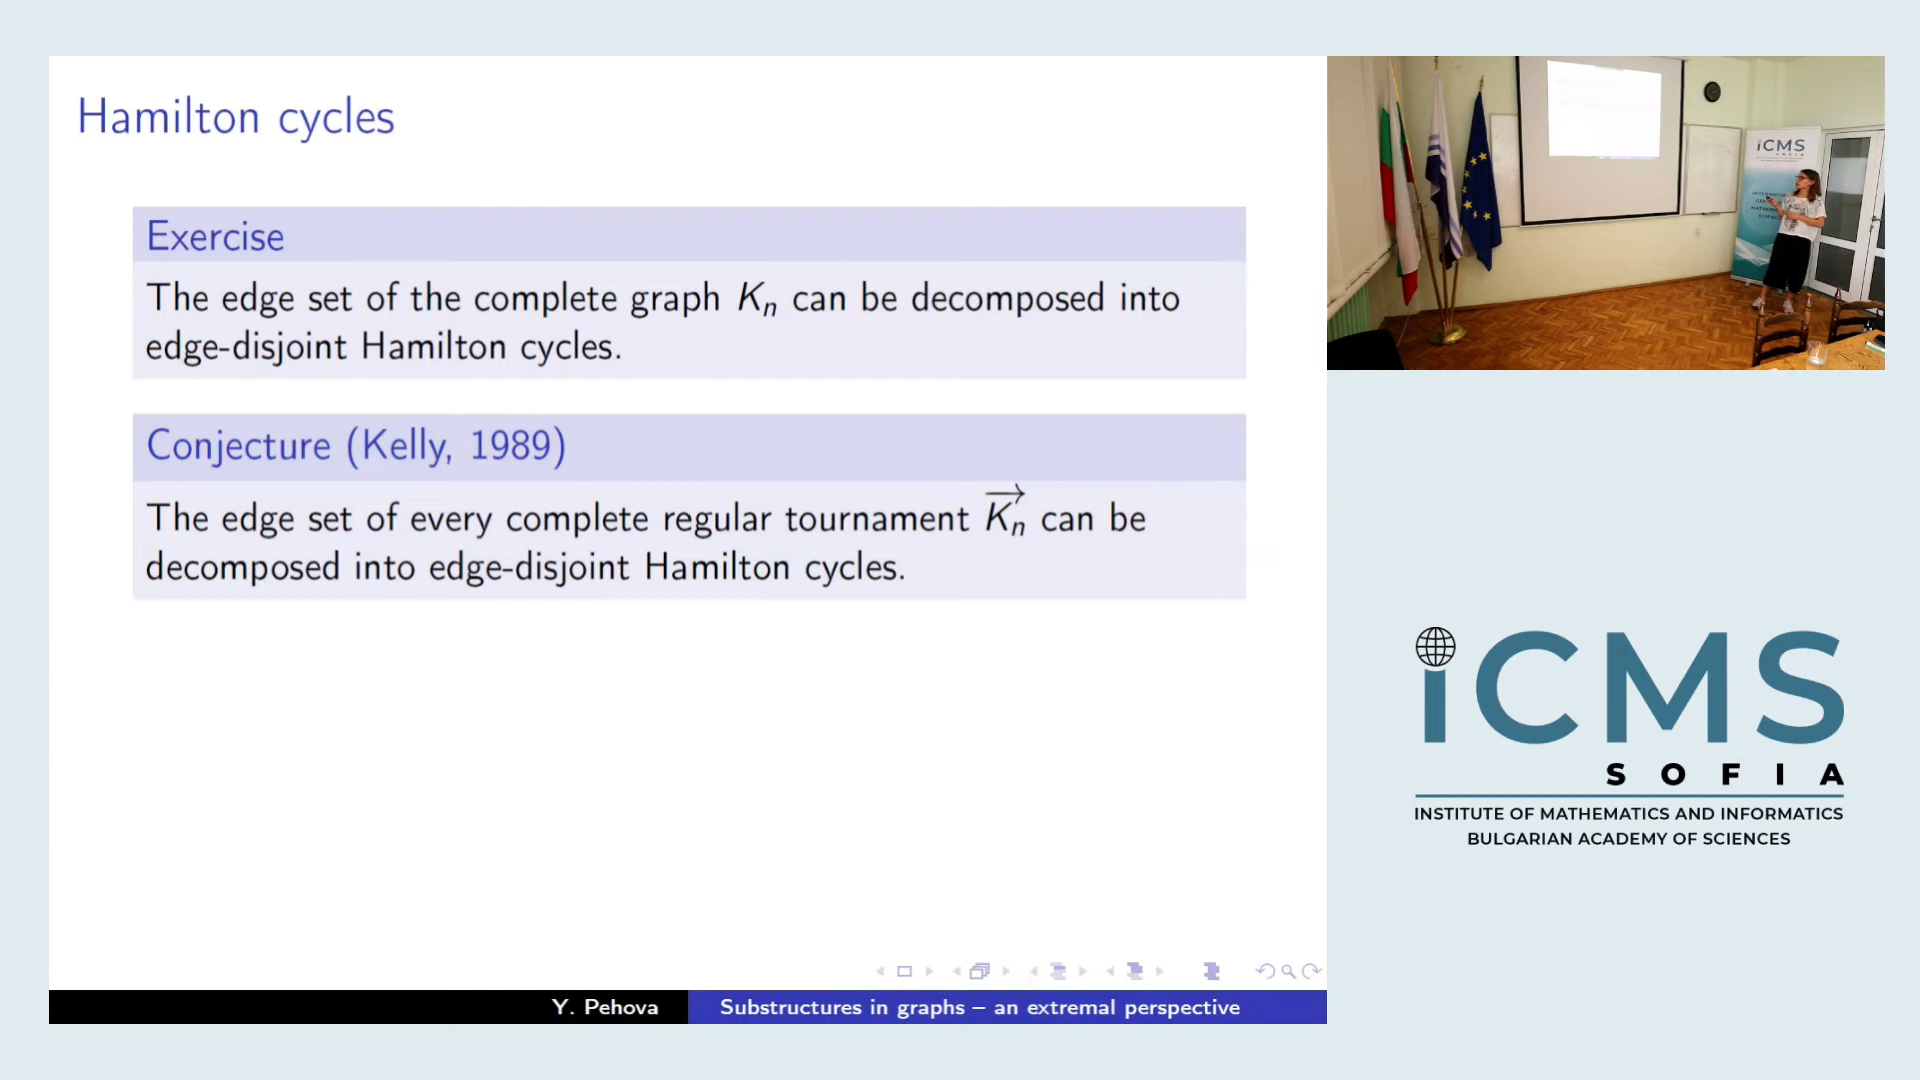 Hamilton cycles
Exercise
The edge set of the complete graph Kₙ can be decomposed into
edge-disjoint Hamilton cycles.
Conjecture (Kelly, 1989)
The edge set of every complete regular tournament K⃗ₙ can be
decomposed into edge-disjoint Hamilton cycles.
Y. Pehova
Substructures in graphs – an extremal perspective
iCMS
iCMS
SOFIA
INSTITUTE OF MATHEMATICS AND INFORMATICS
BULGARIAN ACADEMY OF SCIENCES